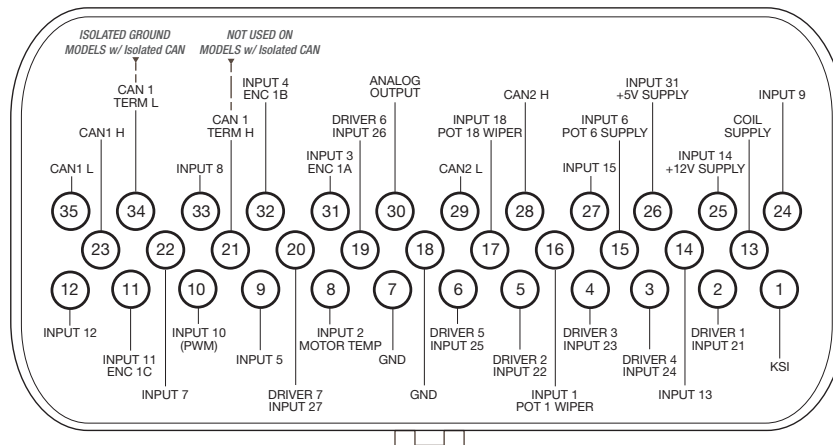 ISOLATED GROUND
MODELS w/ Isolated CAN
NOT USED ON
MODELS w/ Isolated CAN
CAN 1
TERM L
INPUT 4
ENC 1B
ANALOG
OUTPUT
CAN2 H
INPUT 31
+5V SUPPLY
INPUT 9
CAN1 H
CAN 1
TERM H
DRIVER 6
INPUT 26
INPUT 18
POT 18 WIPER
INPUT 6
POT 6 SUPPLY
COIL
SUPPLY
CAN1 L
INPUT 8
INPUT 3
ENC 1A
CAN2 L
INPUT 15
INPUT 14
+12V SUPPLY
35
34
33
32
31
30
29
28
27
26
25
24
23
22
21
20
19
18
17
16
15
14
13
12
11
10
9
8
7
6
5
4
3
2
1
INPUT 12
INPUT 11
ENC 1C
INPUT 7
INPUT 10
(PWM)
INPUT 5
DRIVER 7
INPUT 27
INPUT 2
MOTOR TEMP
GND
GND
DRIVER 5
INPUT 25
DRIVER 2
INPUT 22
INPUT 1
POT 1 WIPER
DRIVER 3
INPUT 23
DRIVER 4
INPUT 24
INPUT 13
DRIVER 1
INPUT 21
KSI